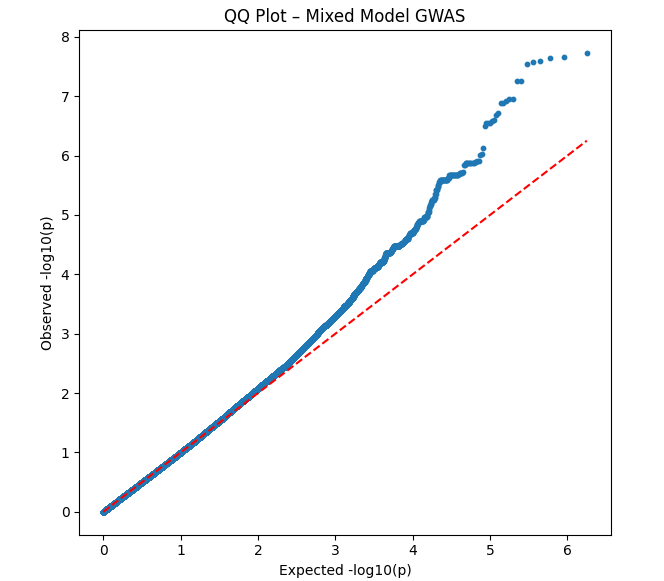 QQ Plot – Mixed Model GWAS
Observed -log10(p)
8
7
6
5
4
3
2
1
0
0 1 2 3 4 5 6
Expected -log10(p)